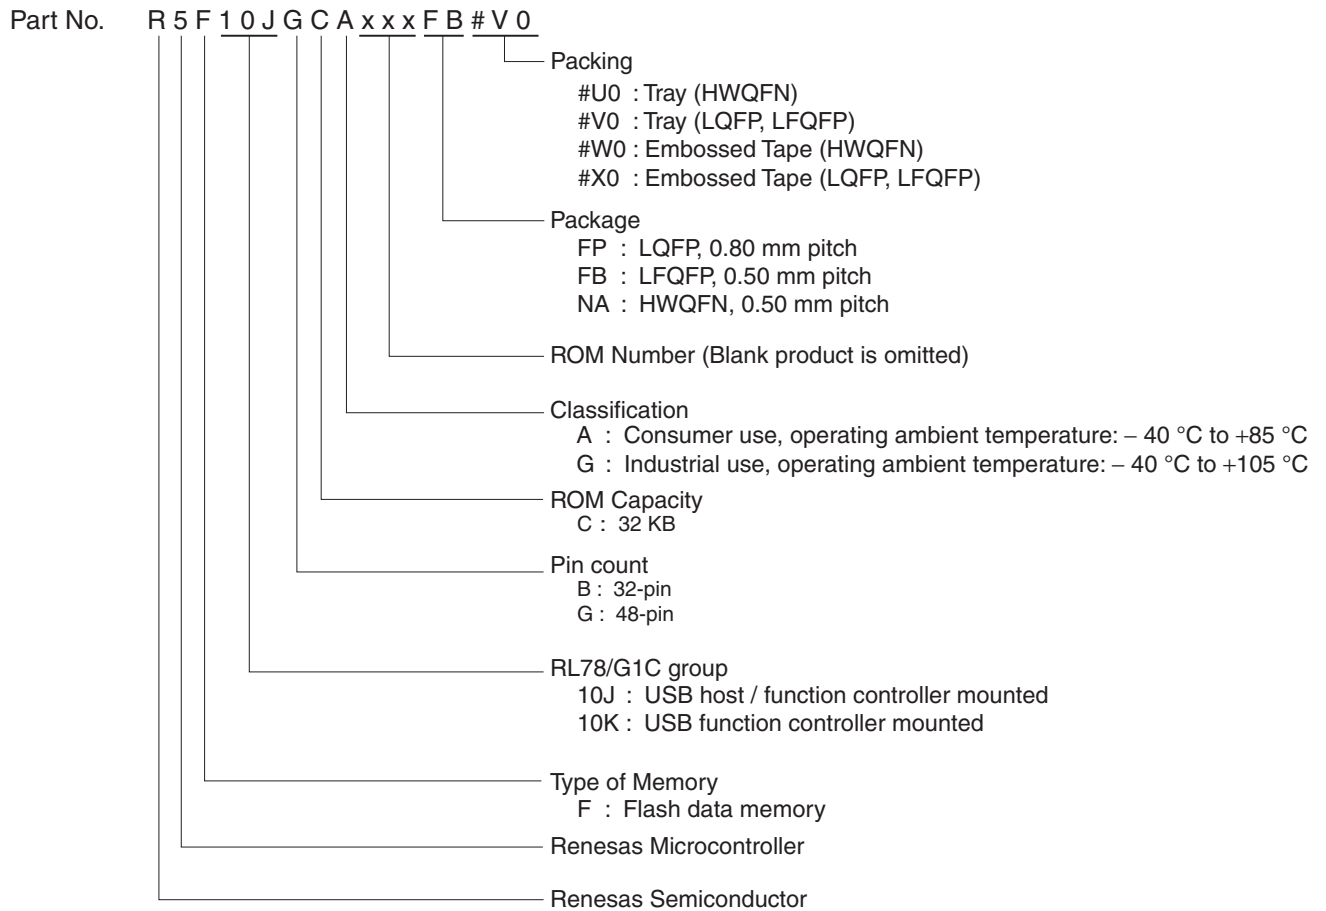 Part No. R 5 F 1 0 J G C A x x x F B # V 0
Packing
#U0 : Tray (HWQFN)
#V0 : Tray (LQFP, LFQFP)
#W0 : Embossed Tape (HWQFN)
#X0 : Embossed Tape (LQFP, LFQFP)
Package
FP : LQFP, 0.80 mm pitch
FB : LFQFP, 0.50 mm pitch
NA : HWQFN, 0.50 mm pitch
ROM Number (Blank product is omitted)
Classification
A : Consumer use, operating ambient temperature: – 40 °C to +85 °C
G : Industrial use, operating ambient temperature: – 40 °C to +105 °C
ROM Capacity
C : 32 KB
Pin count
B : 32-pin
G : 48-pin
RL78/G1C group
10J : USB host / function controller mounted
10K : USB function controller mounted
Type of Memory
F : Flash data memory
Renesas Microcontroller
Renesas Semiconductor